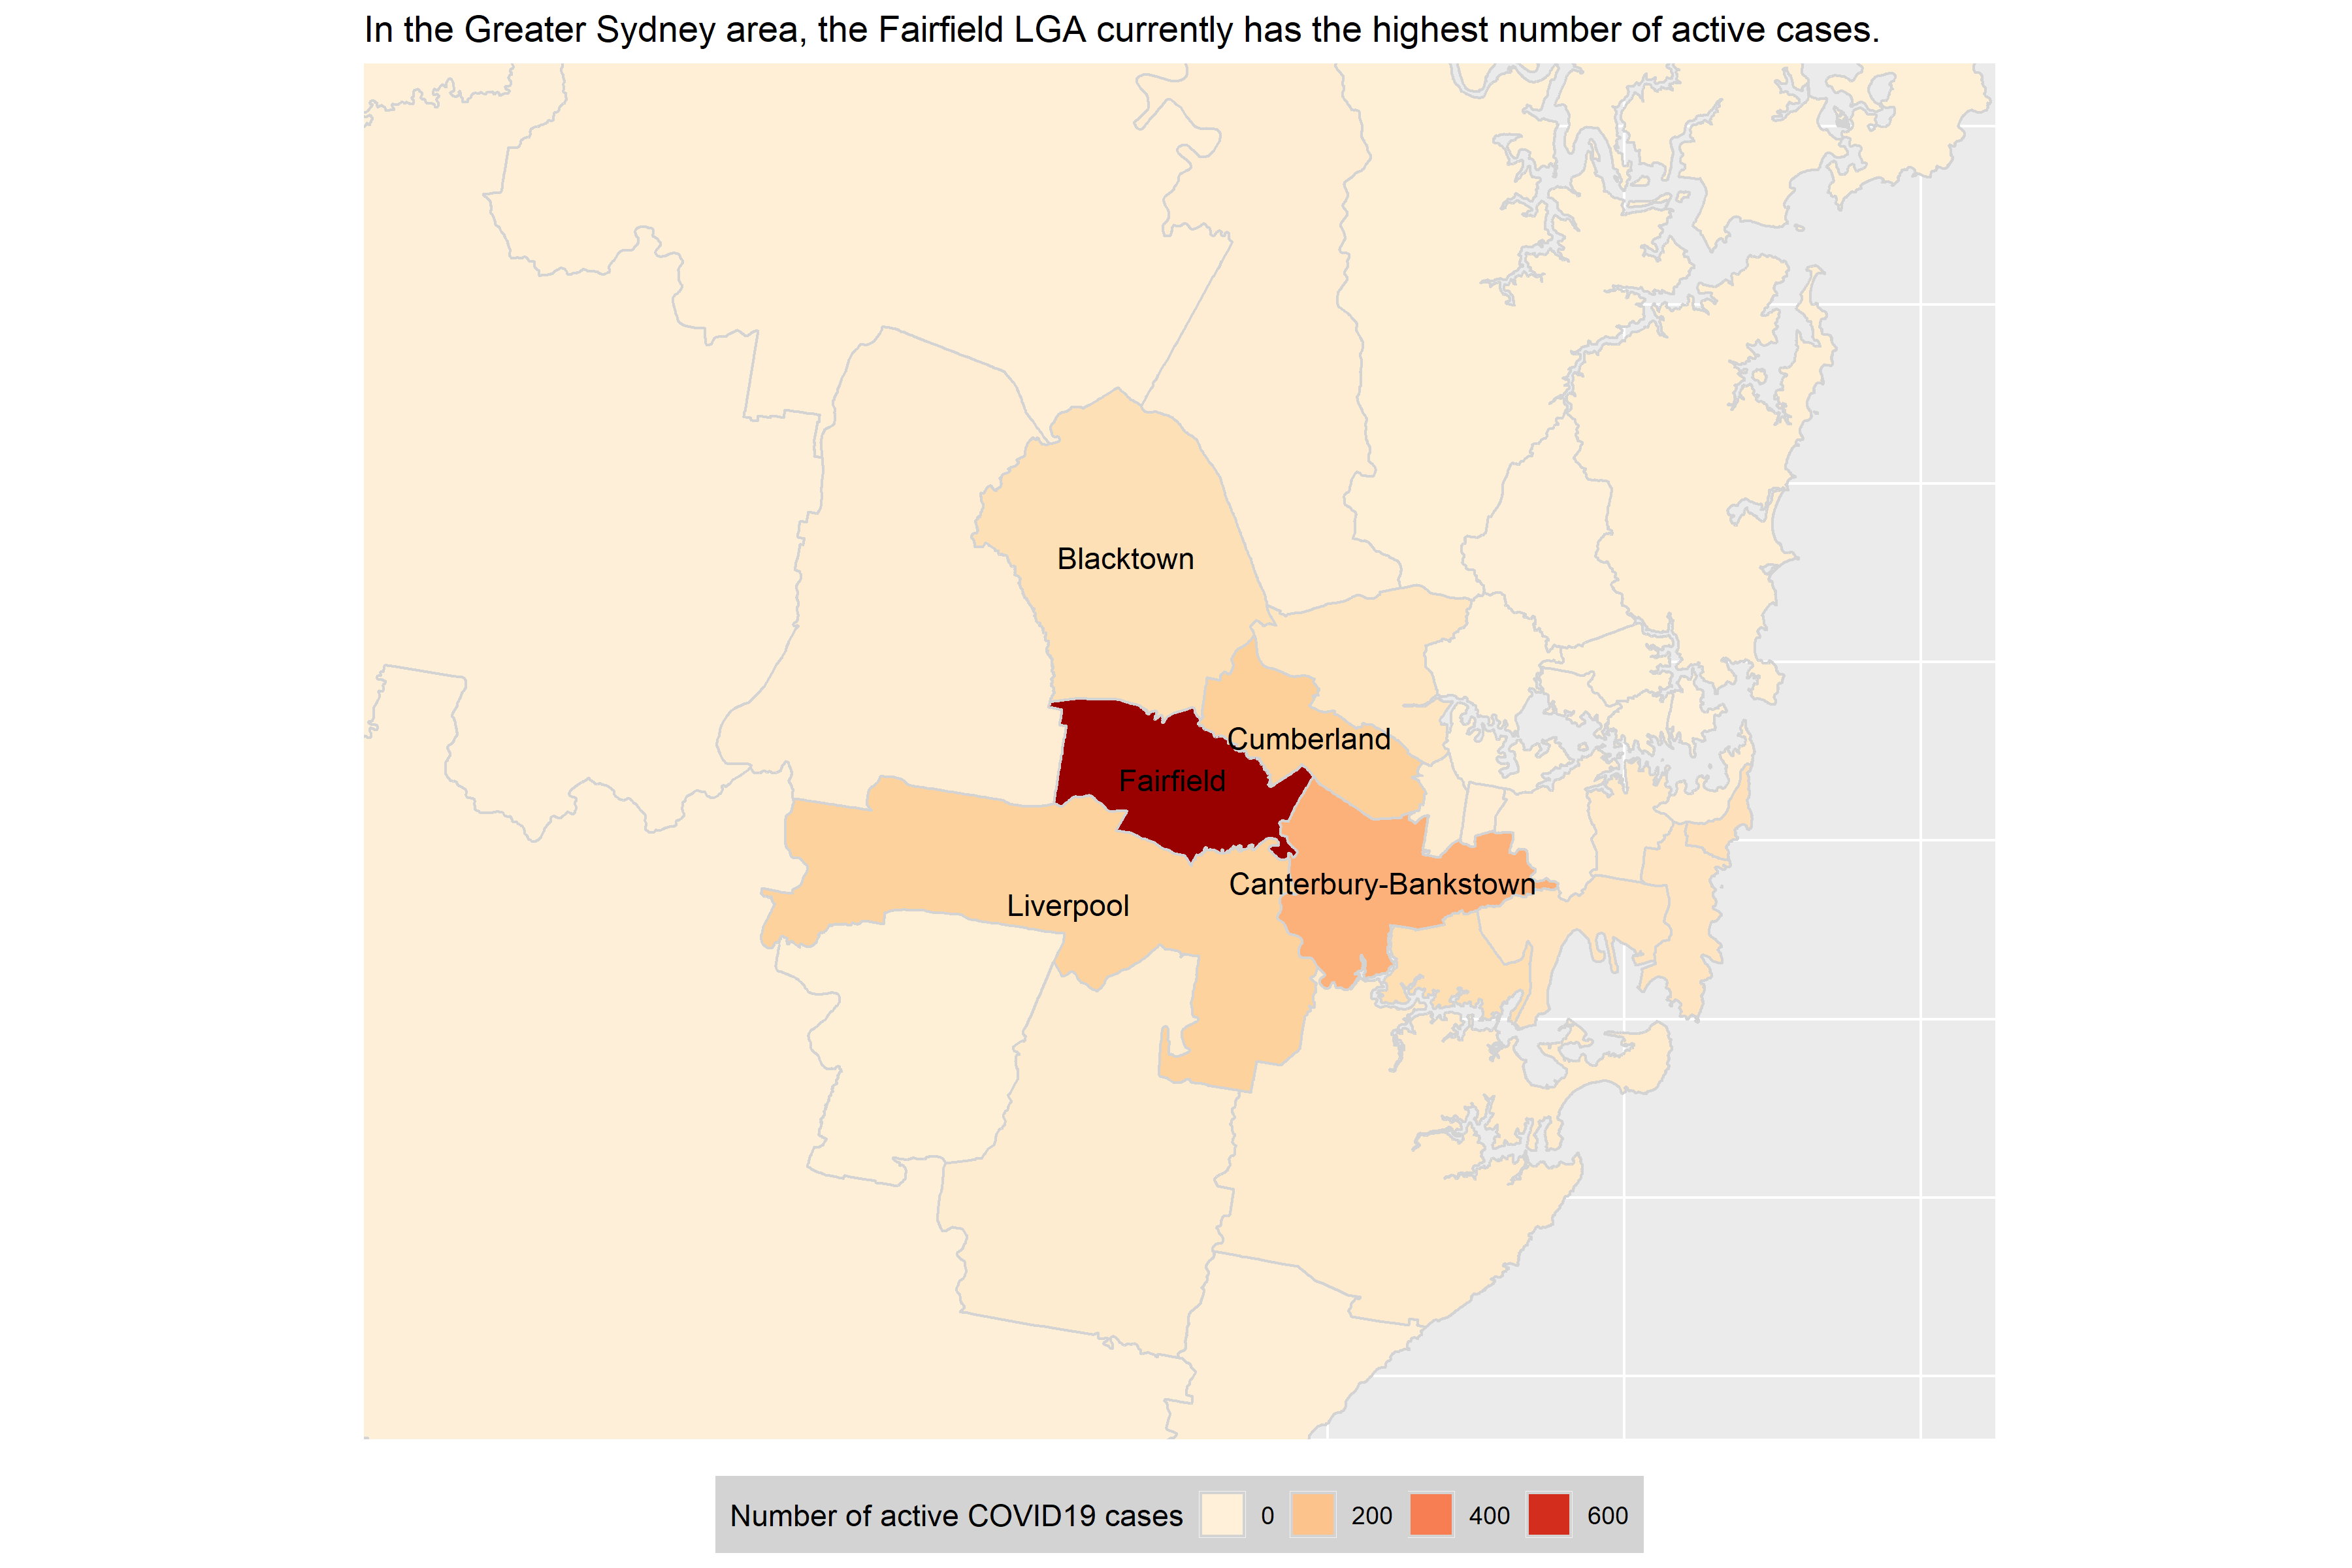 In the Greater Sydney area, the Fairfield LGA currently has the highest number of active cases.
Blacktown
Cumberland
Fairfield
Canterbury-Bankstown
Liverpool
Number of active COVID19 cases 0 200 400 600